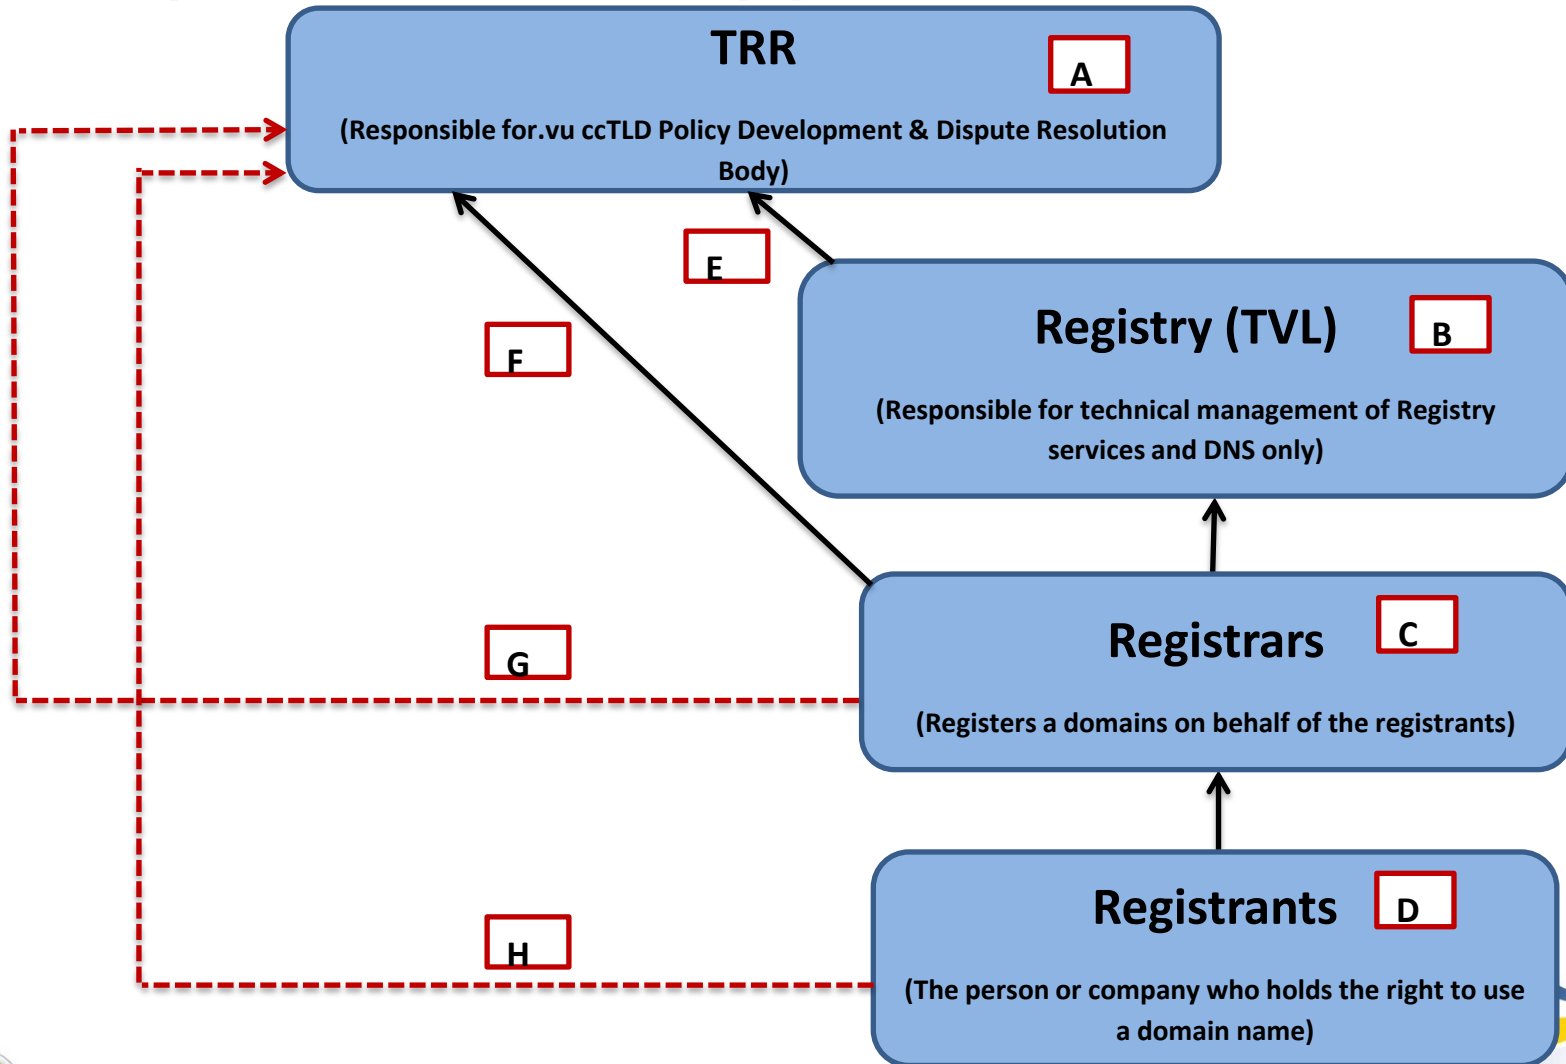 TRR
A
(Responsible for.vu ccTLD Policy Development & Dispute Resolution
Body)
E
Registry (TVL)
B
F
(Responsible for technical management of Registry
services and DNS only)
Registrars
C
G
(Registers a domains on behalf of the registrants)
Registrants
D
H
(The person or company who holds the right to use
a domain name)